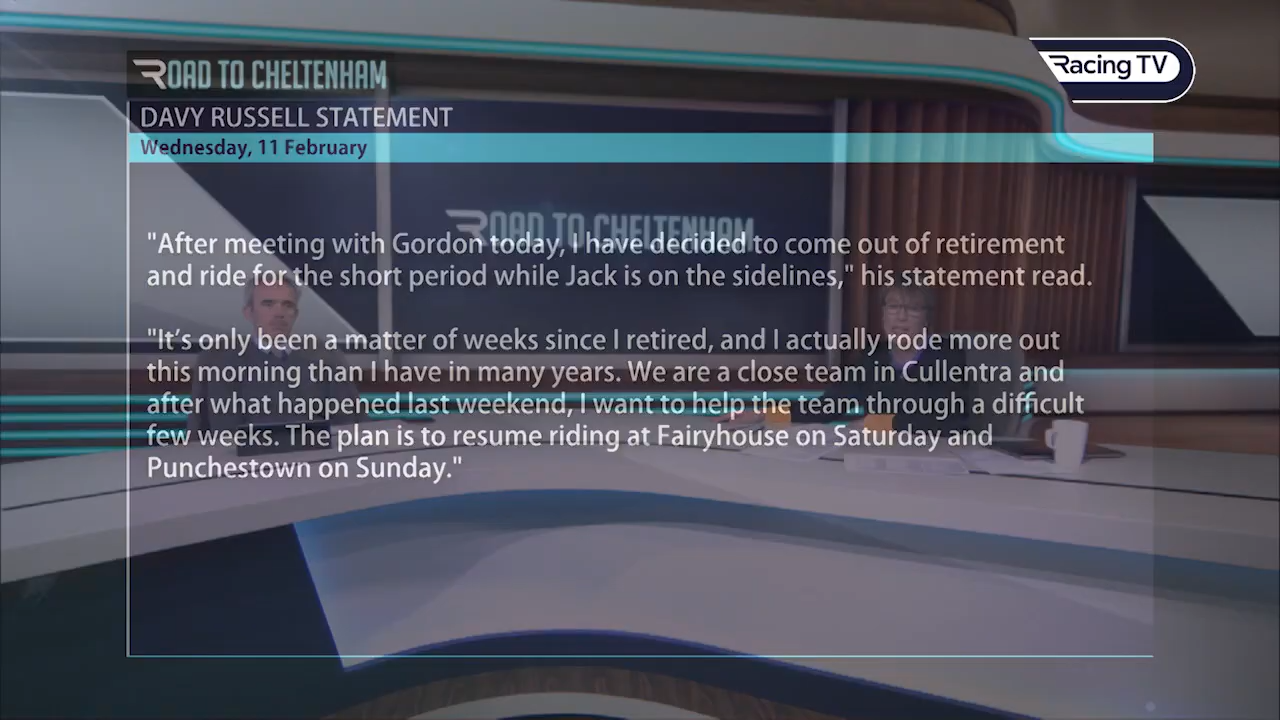 ROAD TO CHELTENHAM
Racing TV
DAVY RUSSELL STATEMENT
Wednesday, 11 February
ROAD TO CHELTENHAM
"After meeting with Gordon today, I have decided to come out of retirement
and ride for the short period while Jack is on the sidelines," his statement read.
"It's only been a matter of weeks since I retired, and I actually rode more out
this morning than I have in many years. We are a close team in Cullentra and
after what happened last weekend, I want to help the team through a difficult
few weeks. The plan is to resume riding at Fairyhouse on Saturday and
Punchestown on Sunday."